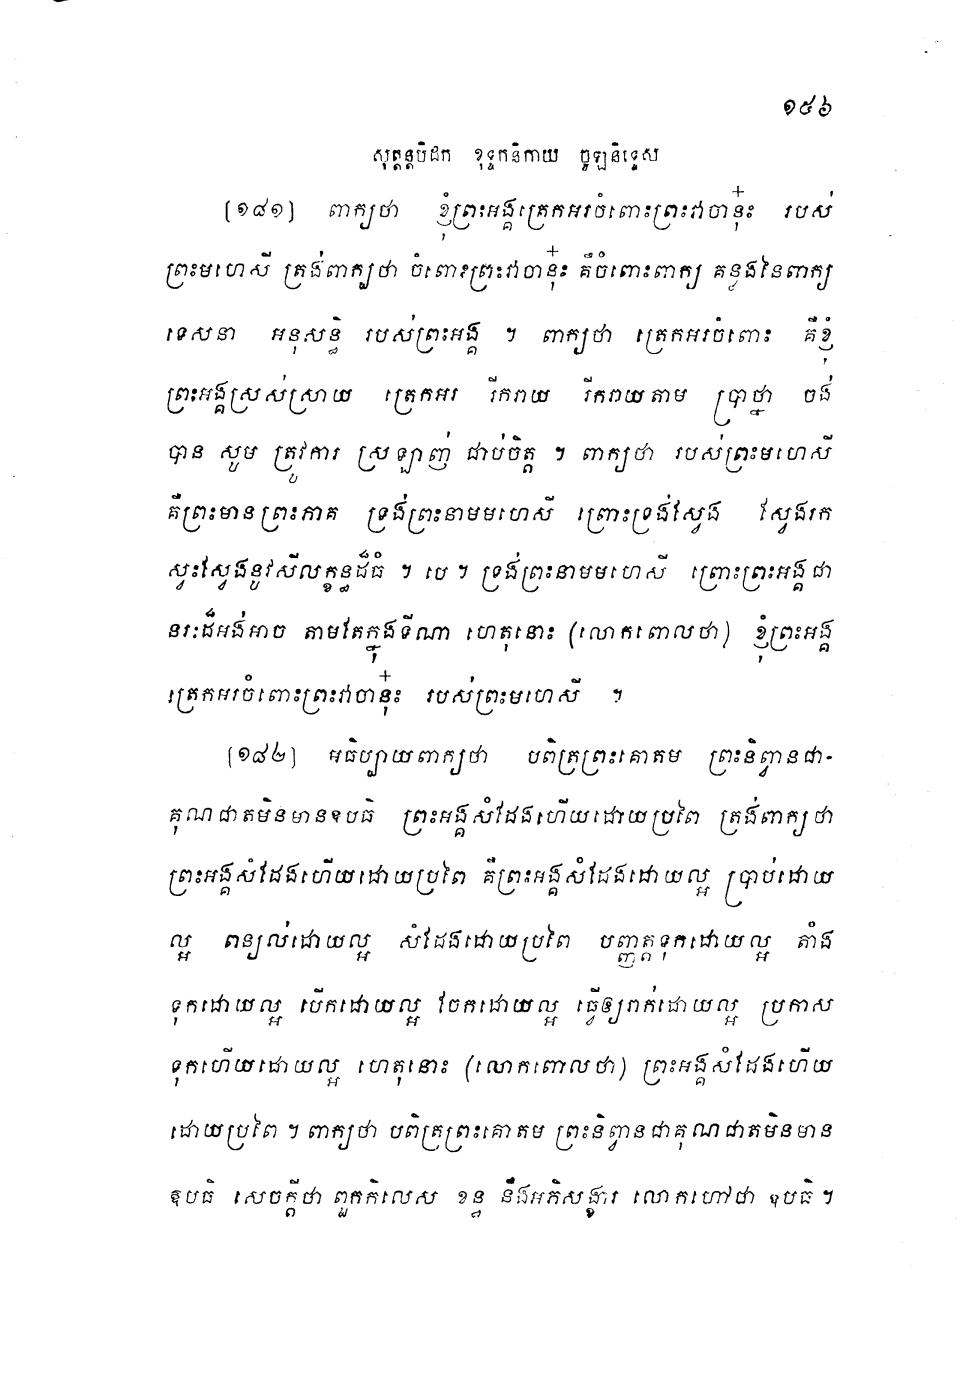 ១៥៦
សុត្តន្តបិដក ខុទ្ទកនិកាយ ចូឡនិទ្ទេស
[១៨១] ពាក្យថា ខ្ញុំព្រះអង្គត្រេកអរចំពោះព្រះវាចានុ៎ះ របស់
ព្រះមហេសី ត្រង់ពាក្យថា ចំពោះព្រះវាចានុ៎ះ គឺចំពោះពាក្យ គន្លងនៃពាក្យ
ទេសនា អនុសន្ធិ របស់ព្រះអង្គ ។ ពាក្យថា ត្រេកអរចំពោះ គឺខ្ញុំ
ព្រះអង្គស្រស់ស្រាយ ត្រេកអរ រីករាយ រីករាយតាម ប្រាថ្នា ចង់
បាន សូម ត្រូវការ ស្រឡាញ់ ជាប់ចិត្ត ។ ពាក្យថា របស់ព្រះមហេសី
គឺព្រះមានព្រះភាគ ទ្រង់ព្រះនាមមហេសី ព្រោះទ្រង់ស្វែង ស្វែងរក
ស្វះស្វែងនូវសីលក្ខន្ធដ៏ធំ ។ បេ ។ ទ្រង់ព្រះនាមមហេសី ព្រោះព្រះអង្គជា
នរៈដ៏អង់អាច តាមតែក្នុងទីណា ហេតុនោះ (លោកពោលថា) ខ្ញុំព្រះអង្គ
ត្រេកអរចំពោះព្រះវាចានុ៎ះ របស់ព្រះមហេសី ។
[១៨២] អធិប្បាយពាក្យថា បពិត្រព្រះគោតម ព្រះនិព្វានជា-
គុណជាតមិនមានឧបធិ ព្រះអង្គសំដែងហើយដោយប្រពៃ ត្រង់ពាក្យថា
ព្រះអង្គសំដែងហើយដោយប្រពៃ គឺព្រះអង្គសំដែងដោយល្អ ប្រាប់ដោយ
ល្អ ពន្យល់ដោយល្អ សំដែងដោយប្រពៃ បញ្ញត្តទុកដោយល្អ តាំង
ទុកដោយល្អ បើកដោយល្អ ចែកដោយល្អ ធ្វើឲ្យរាក់ដោយល្អ ប្រកាស
ទុកហើយដោយល្អ ហេតុនោះ (លោកពោលថា) ព្រះអង្គសំដែងហើយ
ដោយប្រពៃ ។ ពាក្យថា បពិត្រព្រះគោតម ព្រះនិព្វានជាគុណជាតមិនមាន
ឧបធិ សេចក្តីថា ពួកកិលេស ខន្ធ និងអភិសង្ខារ លោកហៅថា ឧបធិ ។